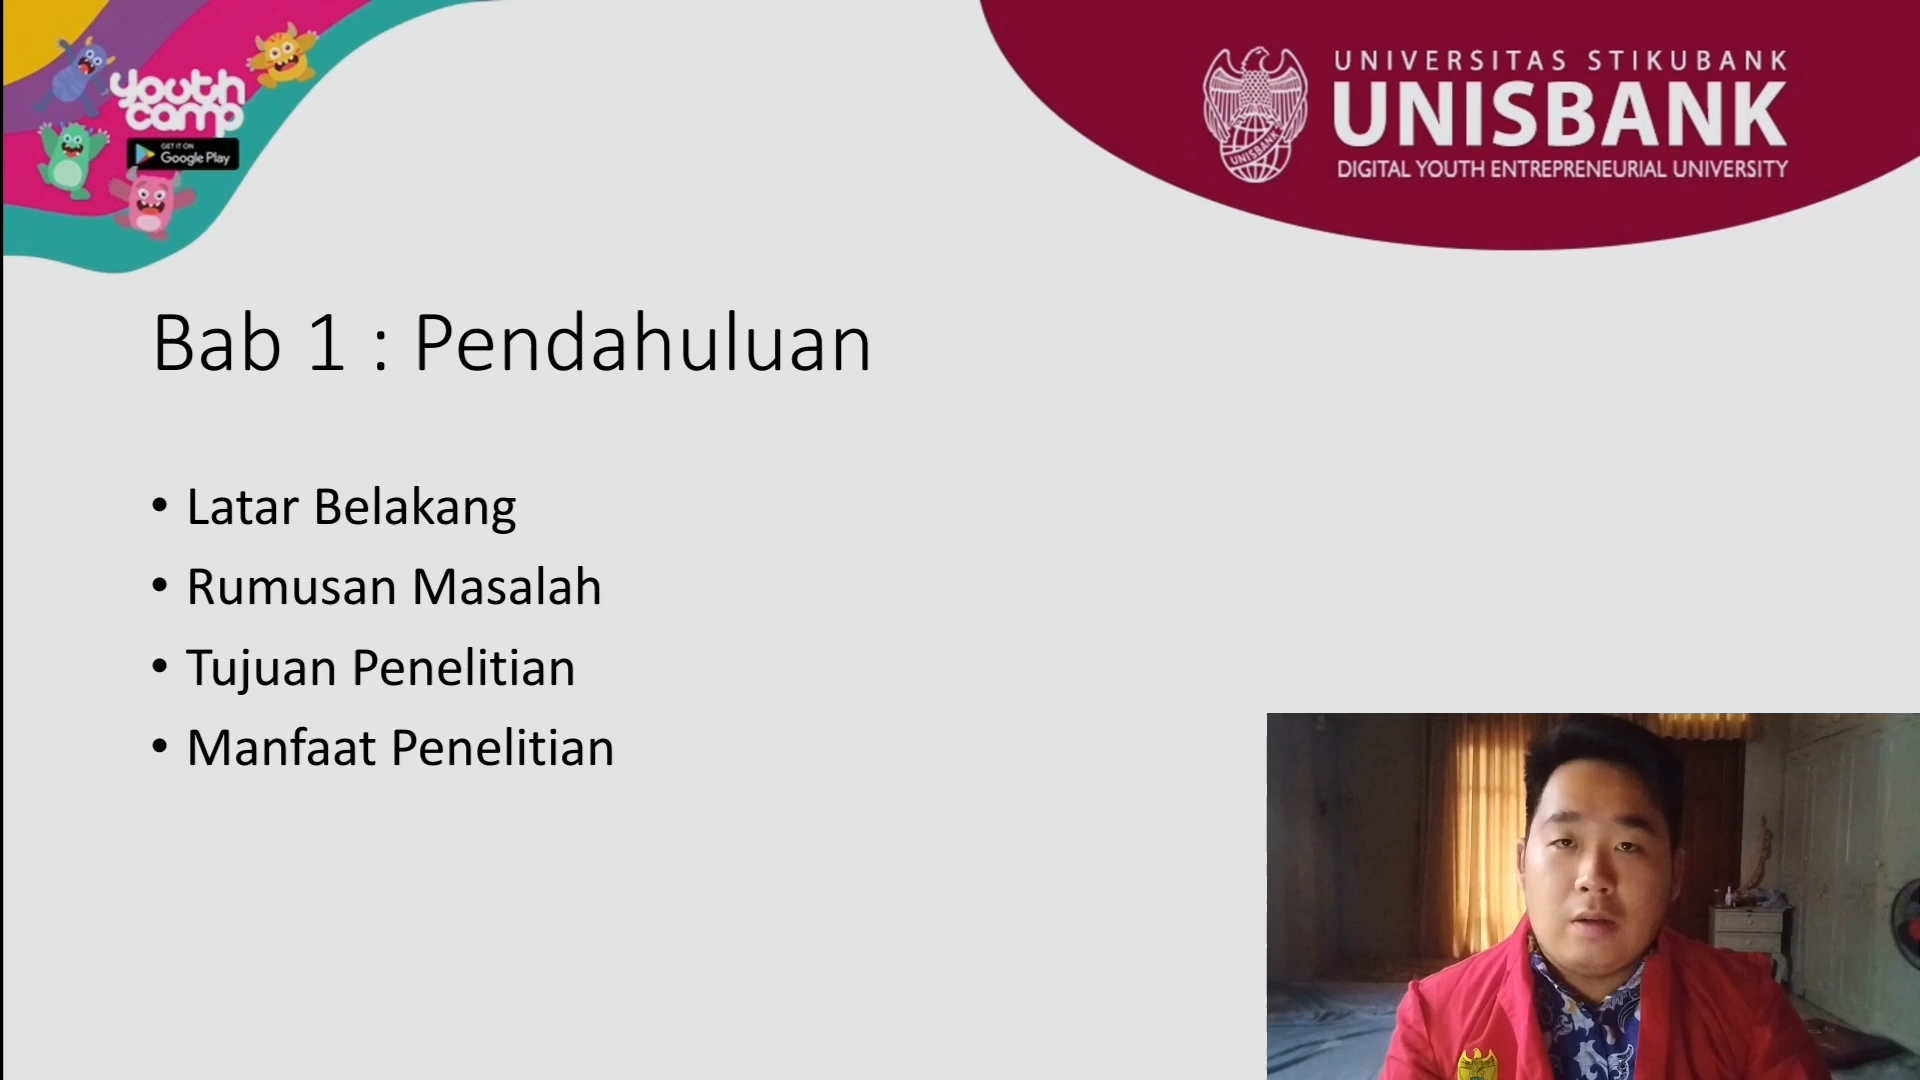 youth
camp
GET IT ON
Google Play
UNIVERSITAS STIKUBANK
UNISBANK
DIGITAL YOUTH ENTREPRENEURIAL UNIVERSITY
UNISBANK
Bab 1 : Pendahuluan
• Latar Belakang
• Rumusan Masalah
• Tujuan Penelitian
• Manfaat Penelitian